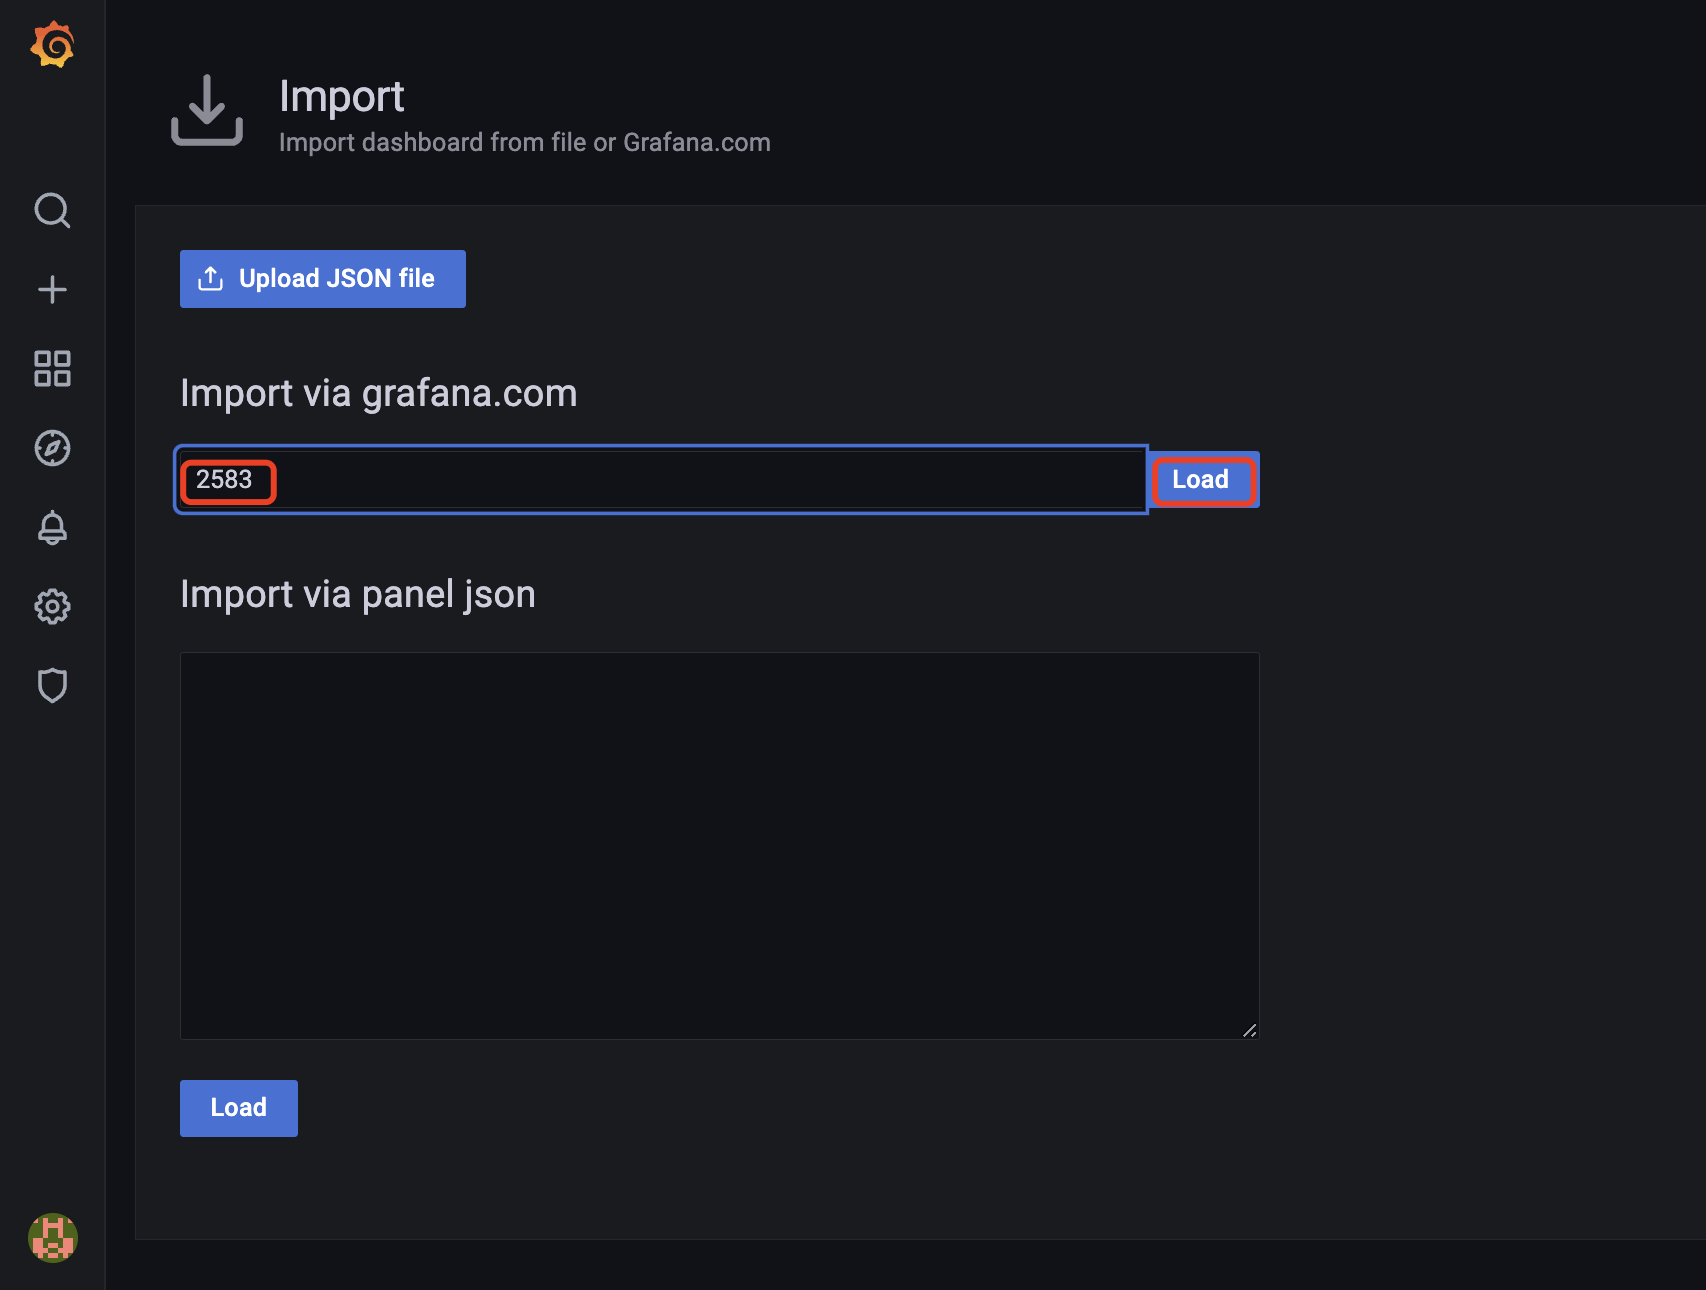 Import
Import dashboard from file or Grafana.com
Upload JSON file
Import via grafana.com
2583
Load
Import via panel json
Load